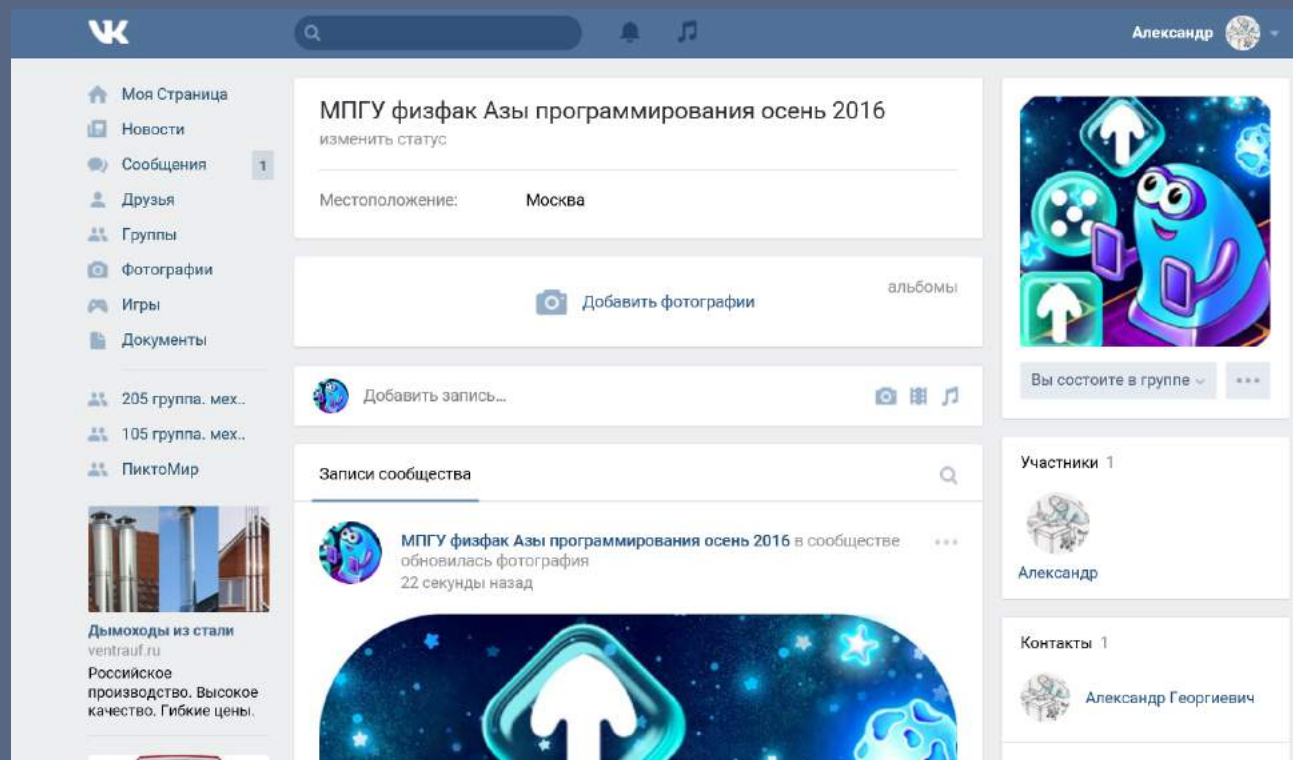 Александр
Моя Страница
Новости
Сообщения 1
Друзья
Группы
Фотографии
Игры
Документы
205 группа. мех..
105 группа. мех..
ПиктоМир
Дымоходы из стали
ventrauf.ru
Российское
производство. Высокое
качество. Гибкие цены.
МПГУ физфак Азы программирования осень 2016
изменить статус
Местоположение: Москва
Добавить фотографии
альбомы
Добавить запись...
Записи сообщества
МПГУ физфак Азы программирования осень 2016 в сообществе
обновилась фотография
22 секунды назад
Вы состоите в группе
Участники 1
Александр
Контакты 1
Александр Георгиевич